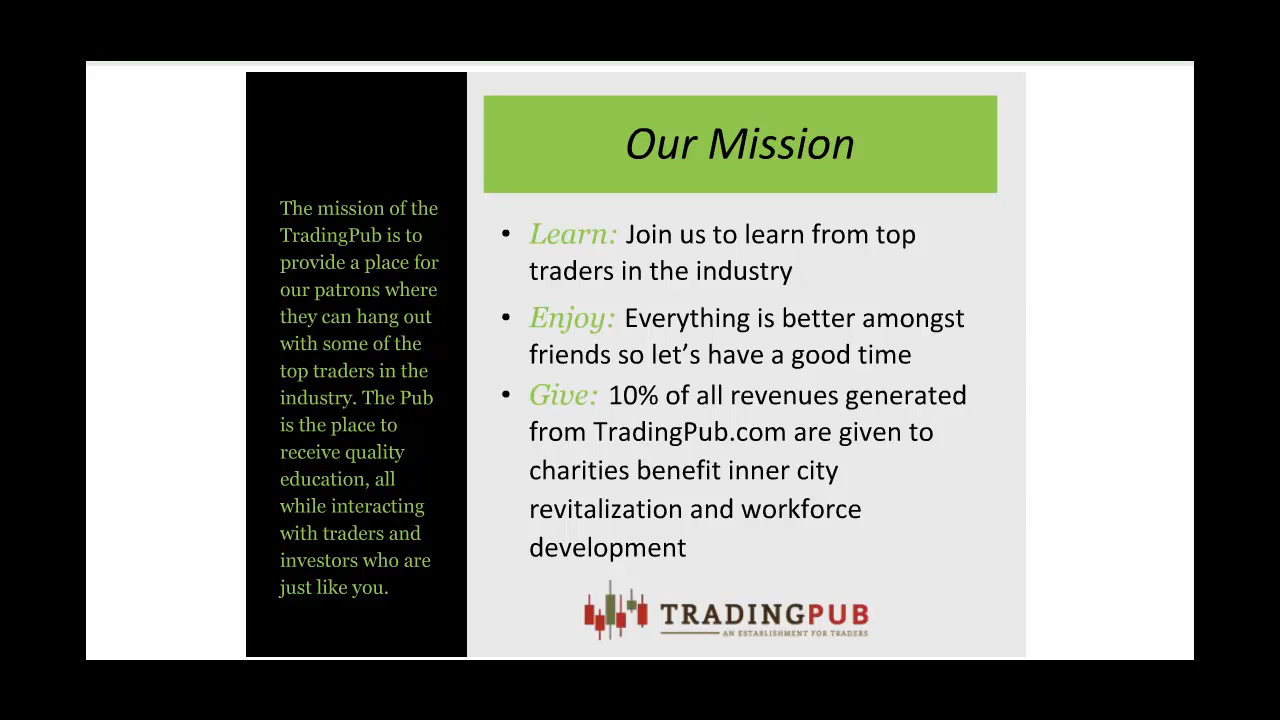 The mission of the
TradingPub is to
provide a place for
our patrons where
they can hang out
with some of the
top traders in the
industry. The Pub
is the place to
receive quality
education, all
while interacting
with traders and
investors who are
just like you.
Our Mission
• Learn: Join us to learn from top
traders in the industry
• Enjoy: Everything is better amongst
friends so let's have a good time
• Give: 10% of all revenues generated
from TradingPub.com are given to
charities benefit inner city
revitalization and workforce
development
TRADINGPUB
AN ESTABLISHMENT FOR TRADERS